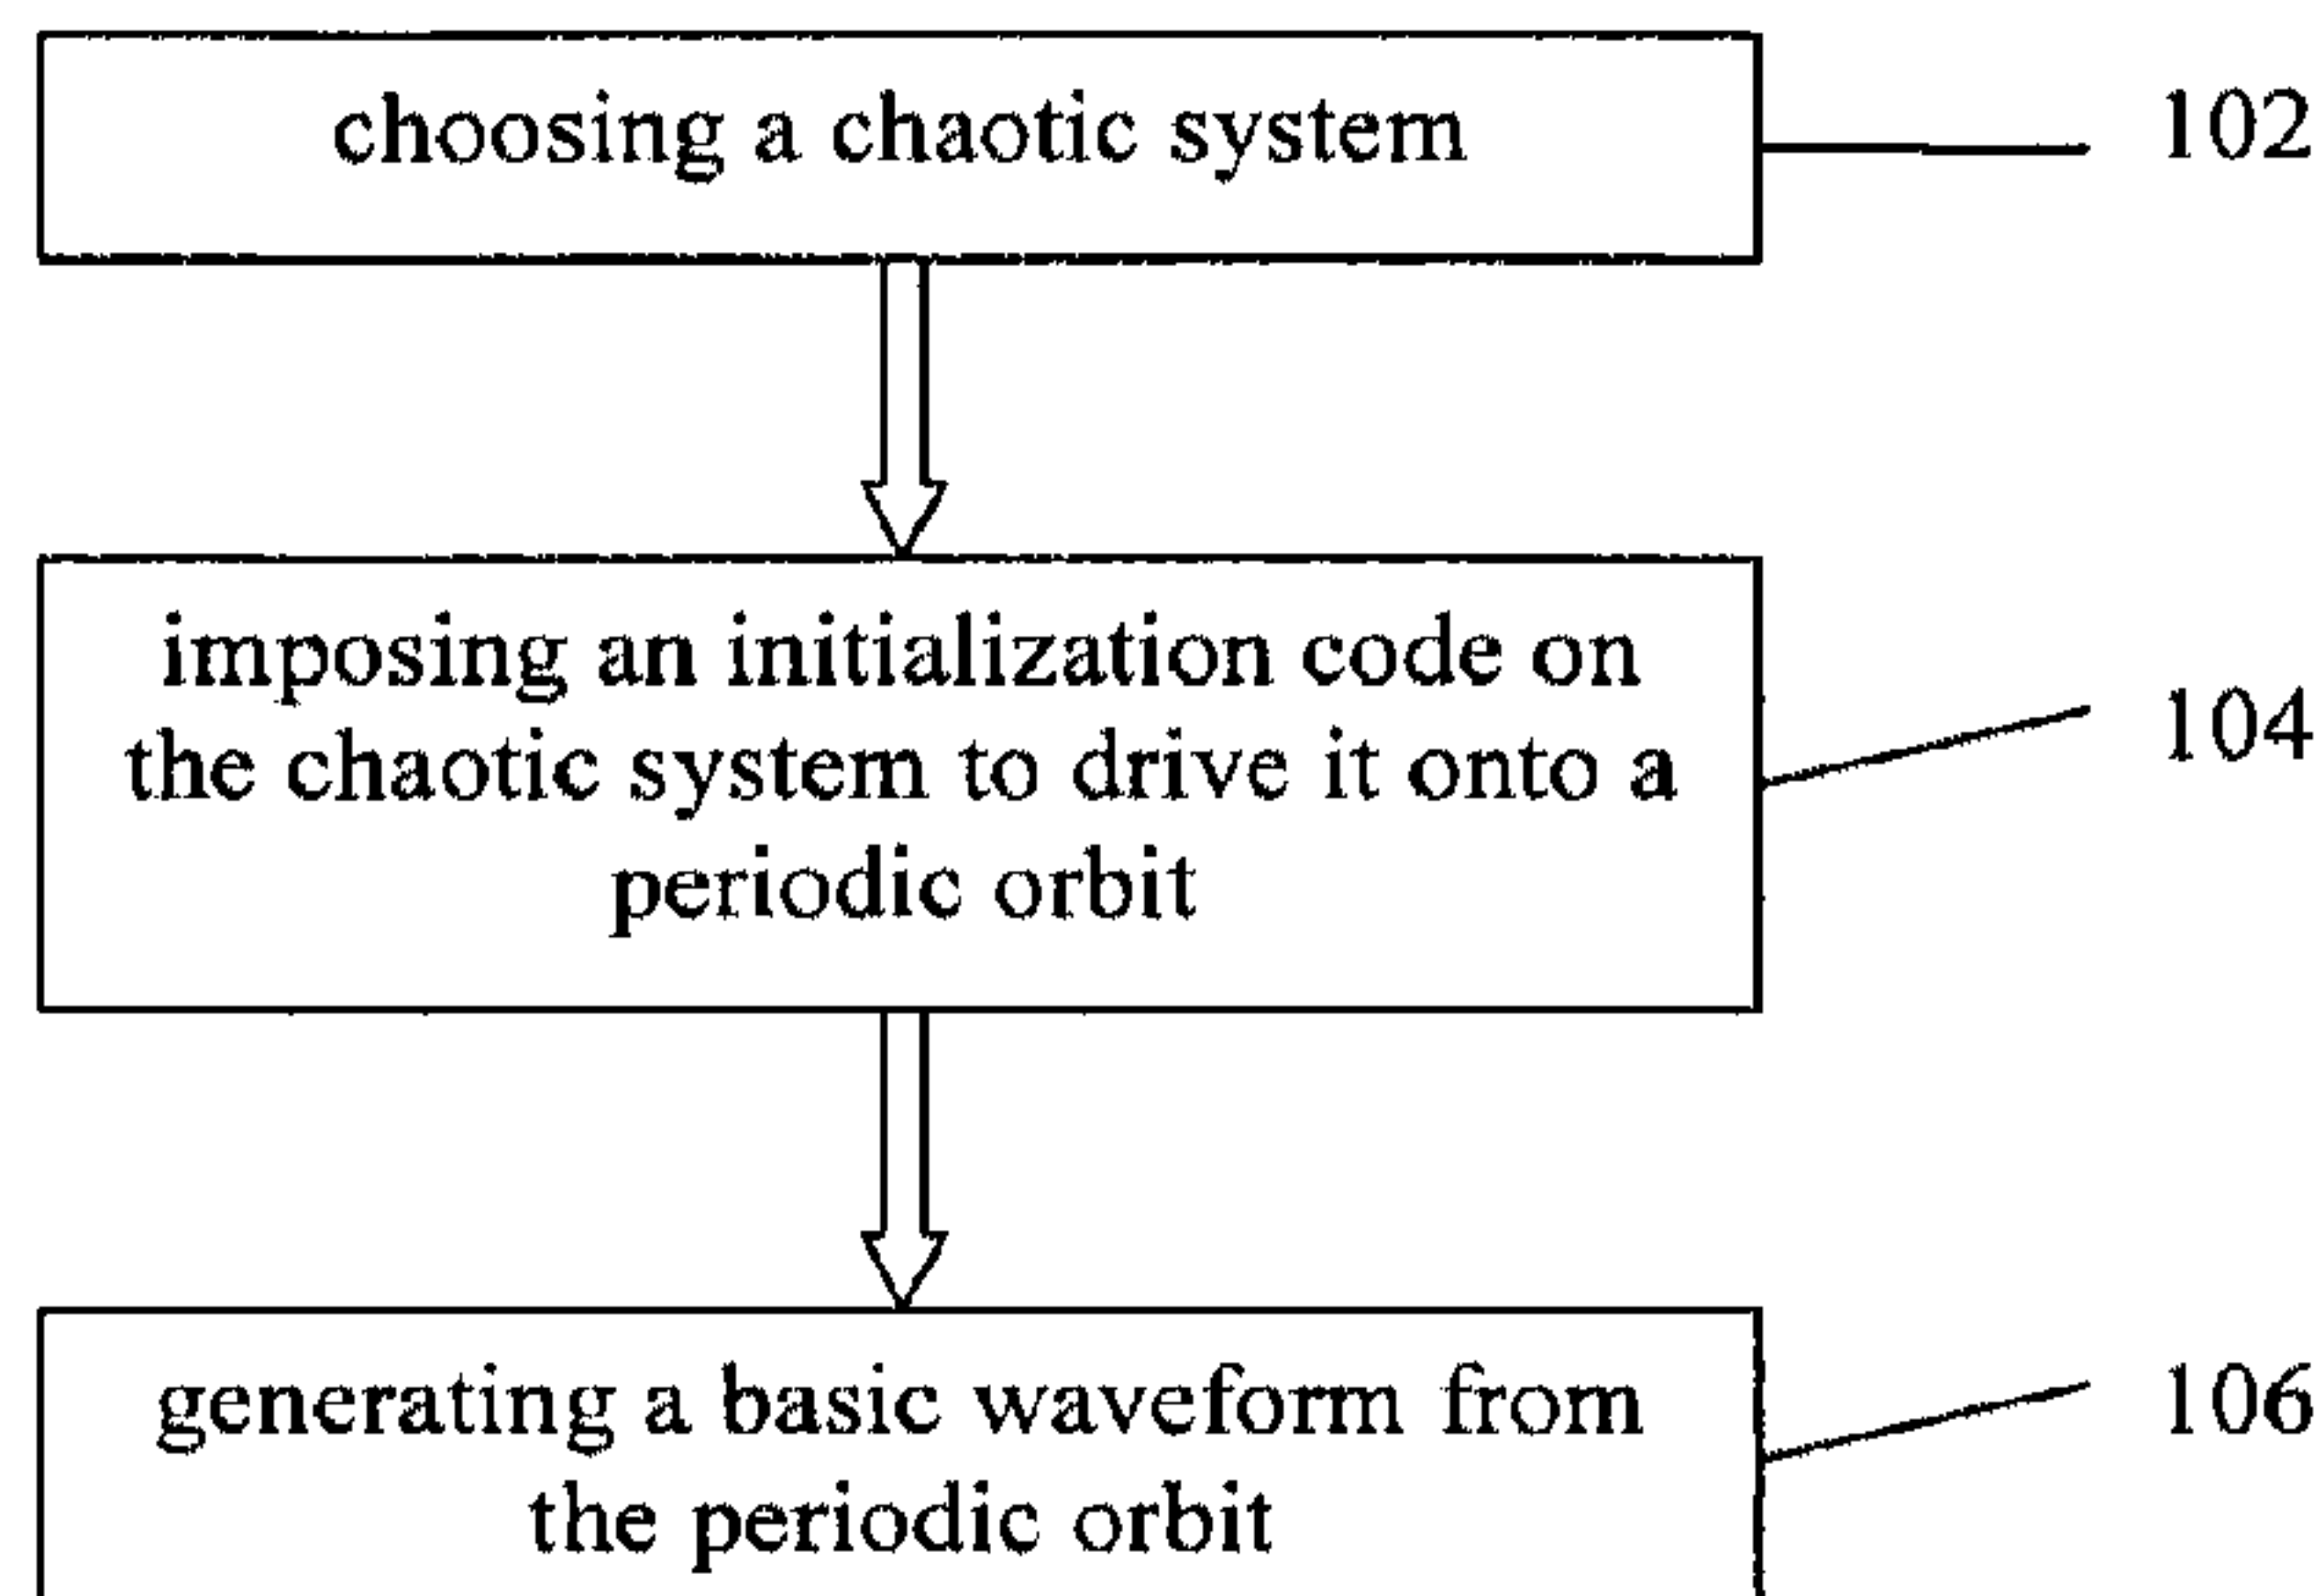 choosing a chaotic system
102
imposing an initialization code on
the chaotic system to drive it onto a
periodic orbit
104
generating a basic waveform from
the periodic orbit
106